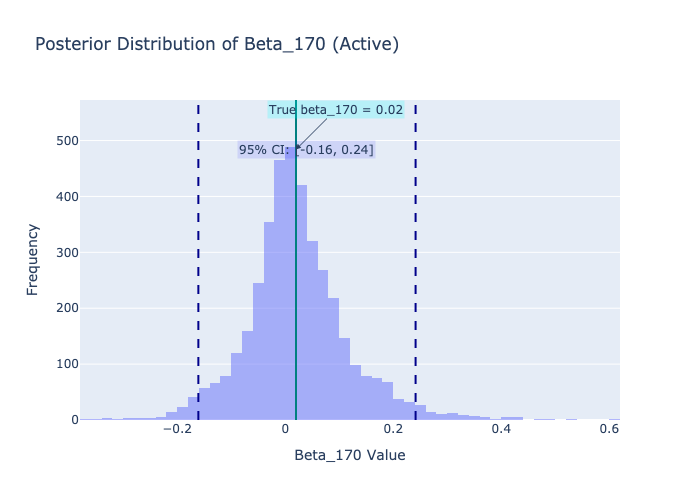 Posterior Distribution of Beta_170 (Active)
True beta_170 = 0.02
95% CI: [-0.16, 0.24]
500
400
300
200
100
0
Frequency
−0.2
0
0.2
0.4
0.6
Beta_170 Value